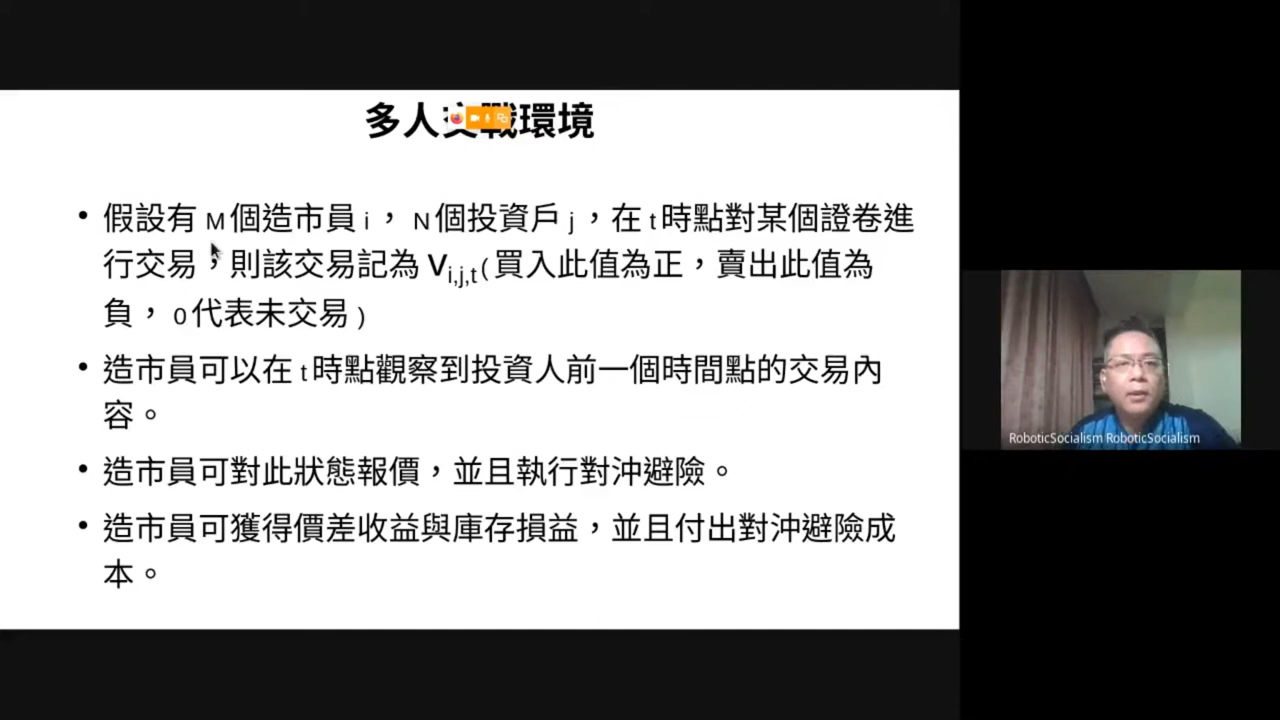 多人交戰環境
• 假設有 M個造市員 i ， N個投資戶 j ，在 t時點對某個證卷進
行交易，則該交易記為 Vi,j,t( 買入此值為正，賣出此值為
負， 0代表未交易 )
• 造市員可以在 t時點觀察到投資人前一個時間點的交易內
容。
• 造市員可對此狀態報價，並且執行對沖避險。
• 造市員可獲得價差收益與庫存損益，並且付出對沖避險成
本。
RoboticSocialism RoboticSocialism